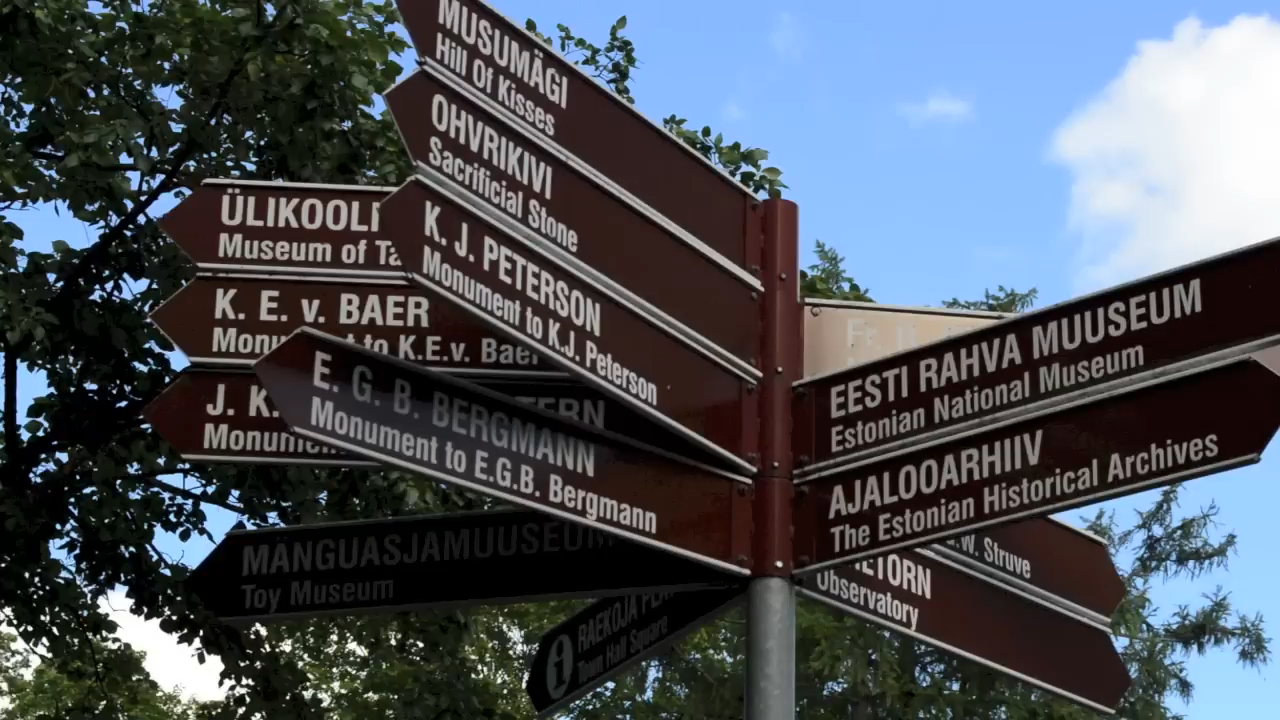 MUSUMÄGI
Hill Of Kisses
OHVRIKIVI
Sacrificial Stone
K. J. PETERSON
Monument to K.J. Peterson
ÜLIKOOLI
Museum of
K. E. v. BAER
to K.E.v. Baer
J. K.
E. G. B. BERGMANN
Monument to E.G.B. Bergmann
MÄNGUASJAMUUSEUM
Toy Museum
i
RAEKOJA
Town Hall Square
EESTI RAHVA MUUSEUM
Estonian National Museum
AJALOOARHIIV
The Estonian Historical Archives
Struve
Observatory